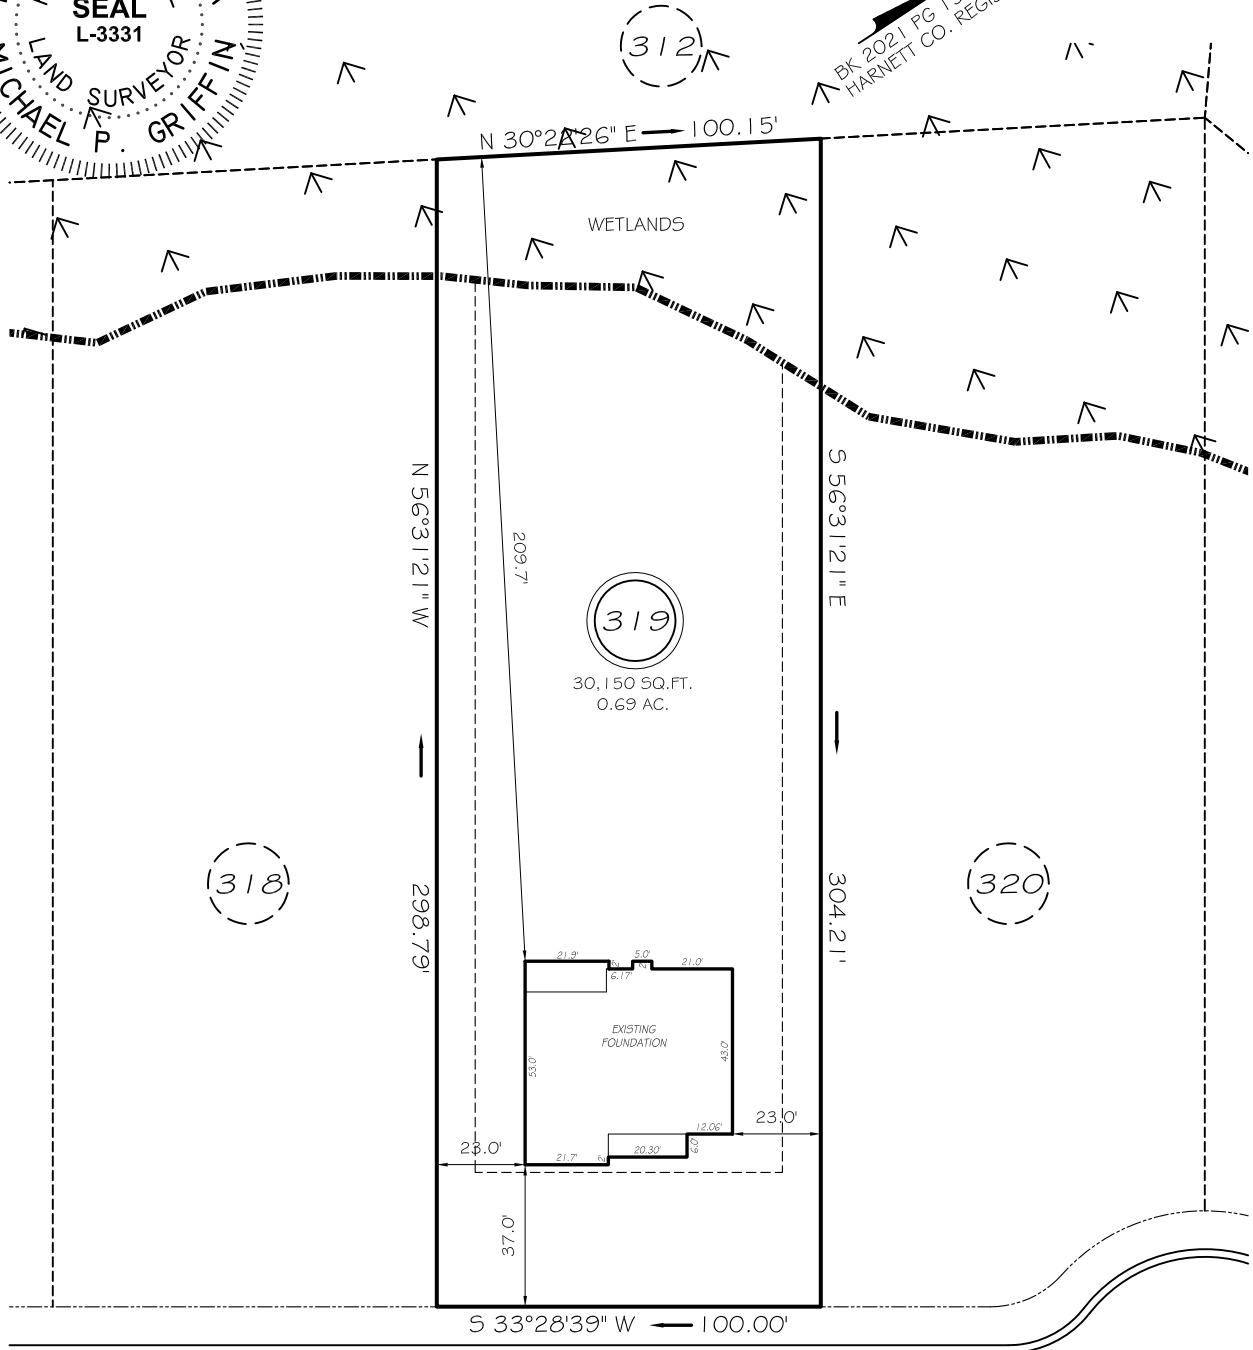 SEAL
L-3331
LAND SURVEYOR
MICHAEL P. GRIFFIN
312
BK 2021 PG
HARNETT CO.
N 30°22'26" E 100.15'
WETLANDS
N 56°31'21" W
298.79'
S 56°31'21" E
304.21'
209.7'
319
30,150 SQ.FT.
0.69 AC.
318
320
21.9'
2'
6.17'
5.0'
2'
21.0'
EXISTING
FOUNDATION
53.0'
43.0'
12.06'
6.0'
20.30'
2'
21.7'
23.0'
23.0'
37.0'
S 33°28'39" W 100.00'